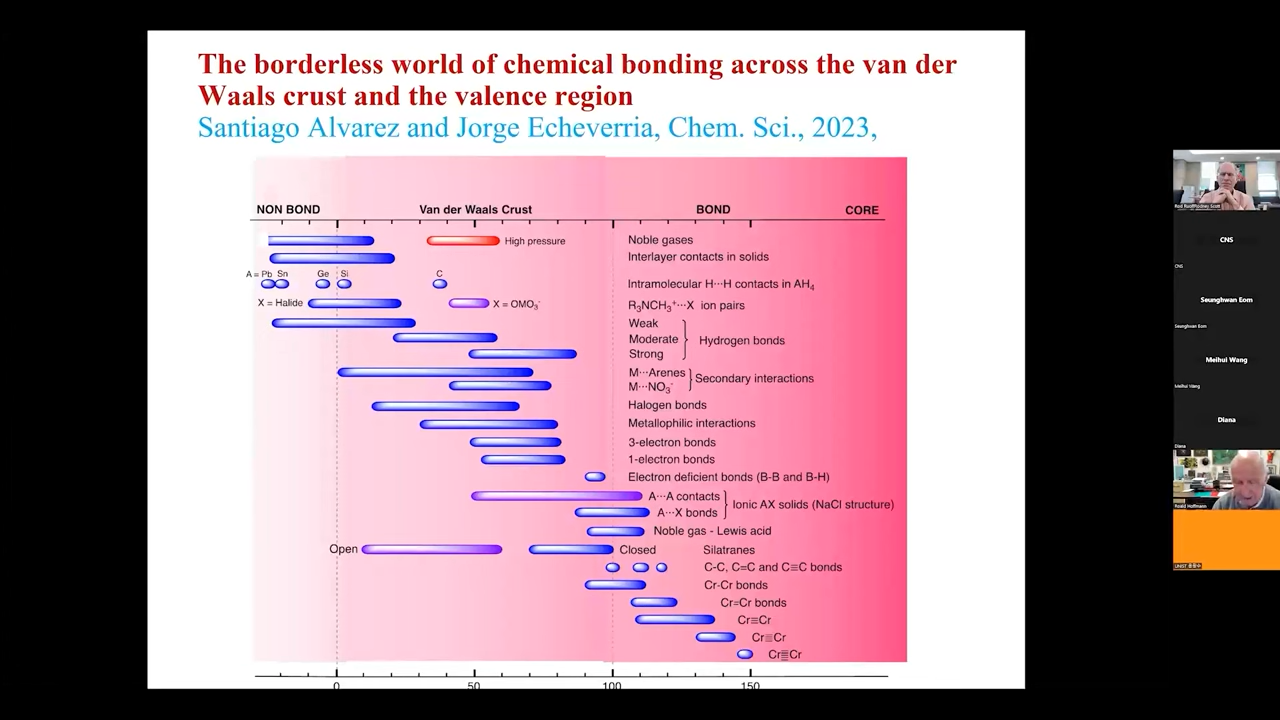 The borderless world of chemical bonding across the van der
Waals crust and the valence region
Santiago Alvarez and Jorge Echeverria, Chem. Sci., 2023,
NON BOND Van der Waals Crust BOND CORE
High pressure Noble gases
Interlayer contacts in solids
A = Pb Sn Ge Si C
Intramolecular H···H contacts in AH₄
X = Halide X = OMO₃⁻ R₃NCH₃⁺···X ion pairs
Weak
Moderate Hydrogen bonds
Strong
M···Arenes
M···NO₃⁻ Secondary interactions
Halogen bonds
Metallophilic interactions
3-electron bonds
1-electron bonds
Electron deficient bonds (B-B and B-H)
A···A contacts
A···X bonds Ionic AX solids (NaCl structure)
Noble gas - Lewis acid
Open Closed Silatranes
C-C, C=C and C≡C bonds
Cr-Cr bonds
Cr=Cr bonds
Cr≡Cr
Cr≣Cr
0 50 100 150
CNS
CNS
Seunghwan Eom
Seunghwan Eom
Meihui Wang
Meihui Wang
Diana
Diana
Roald Hoffmann
UNIST